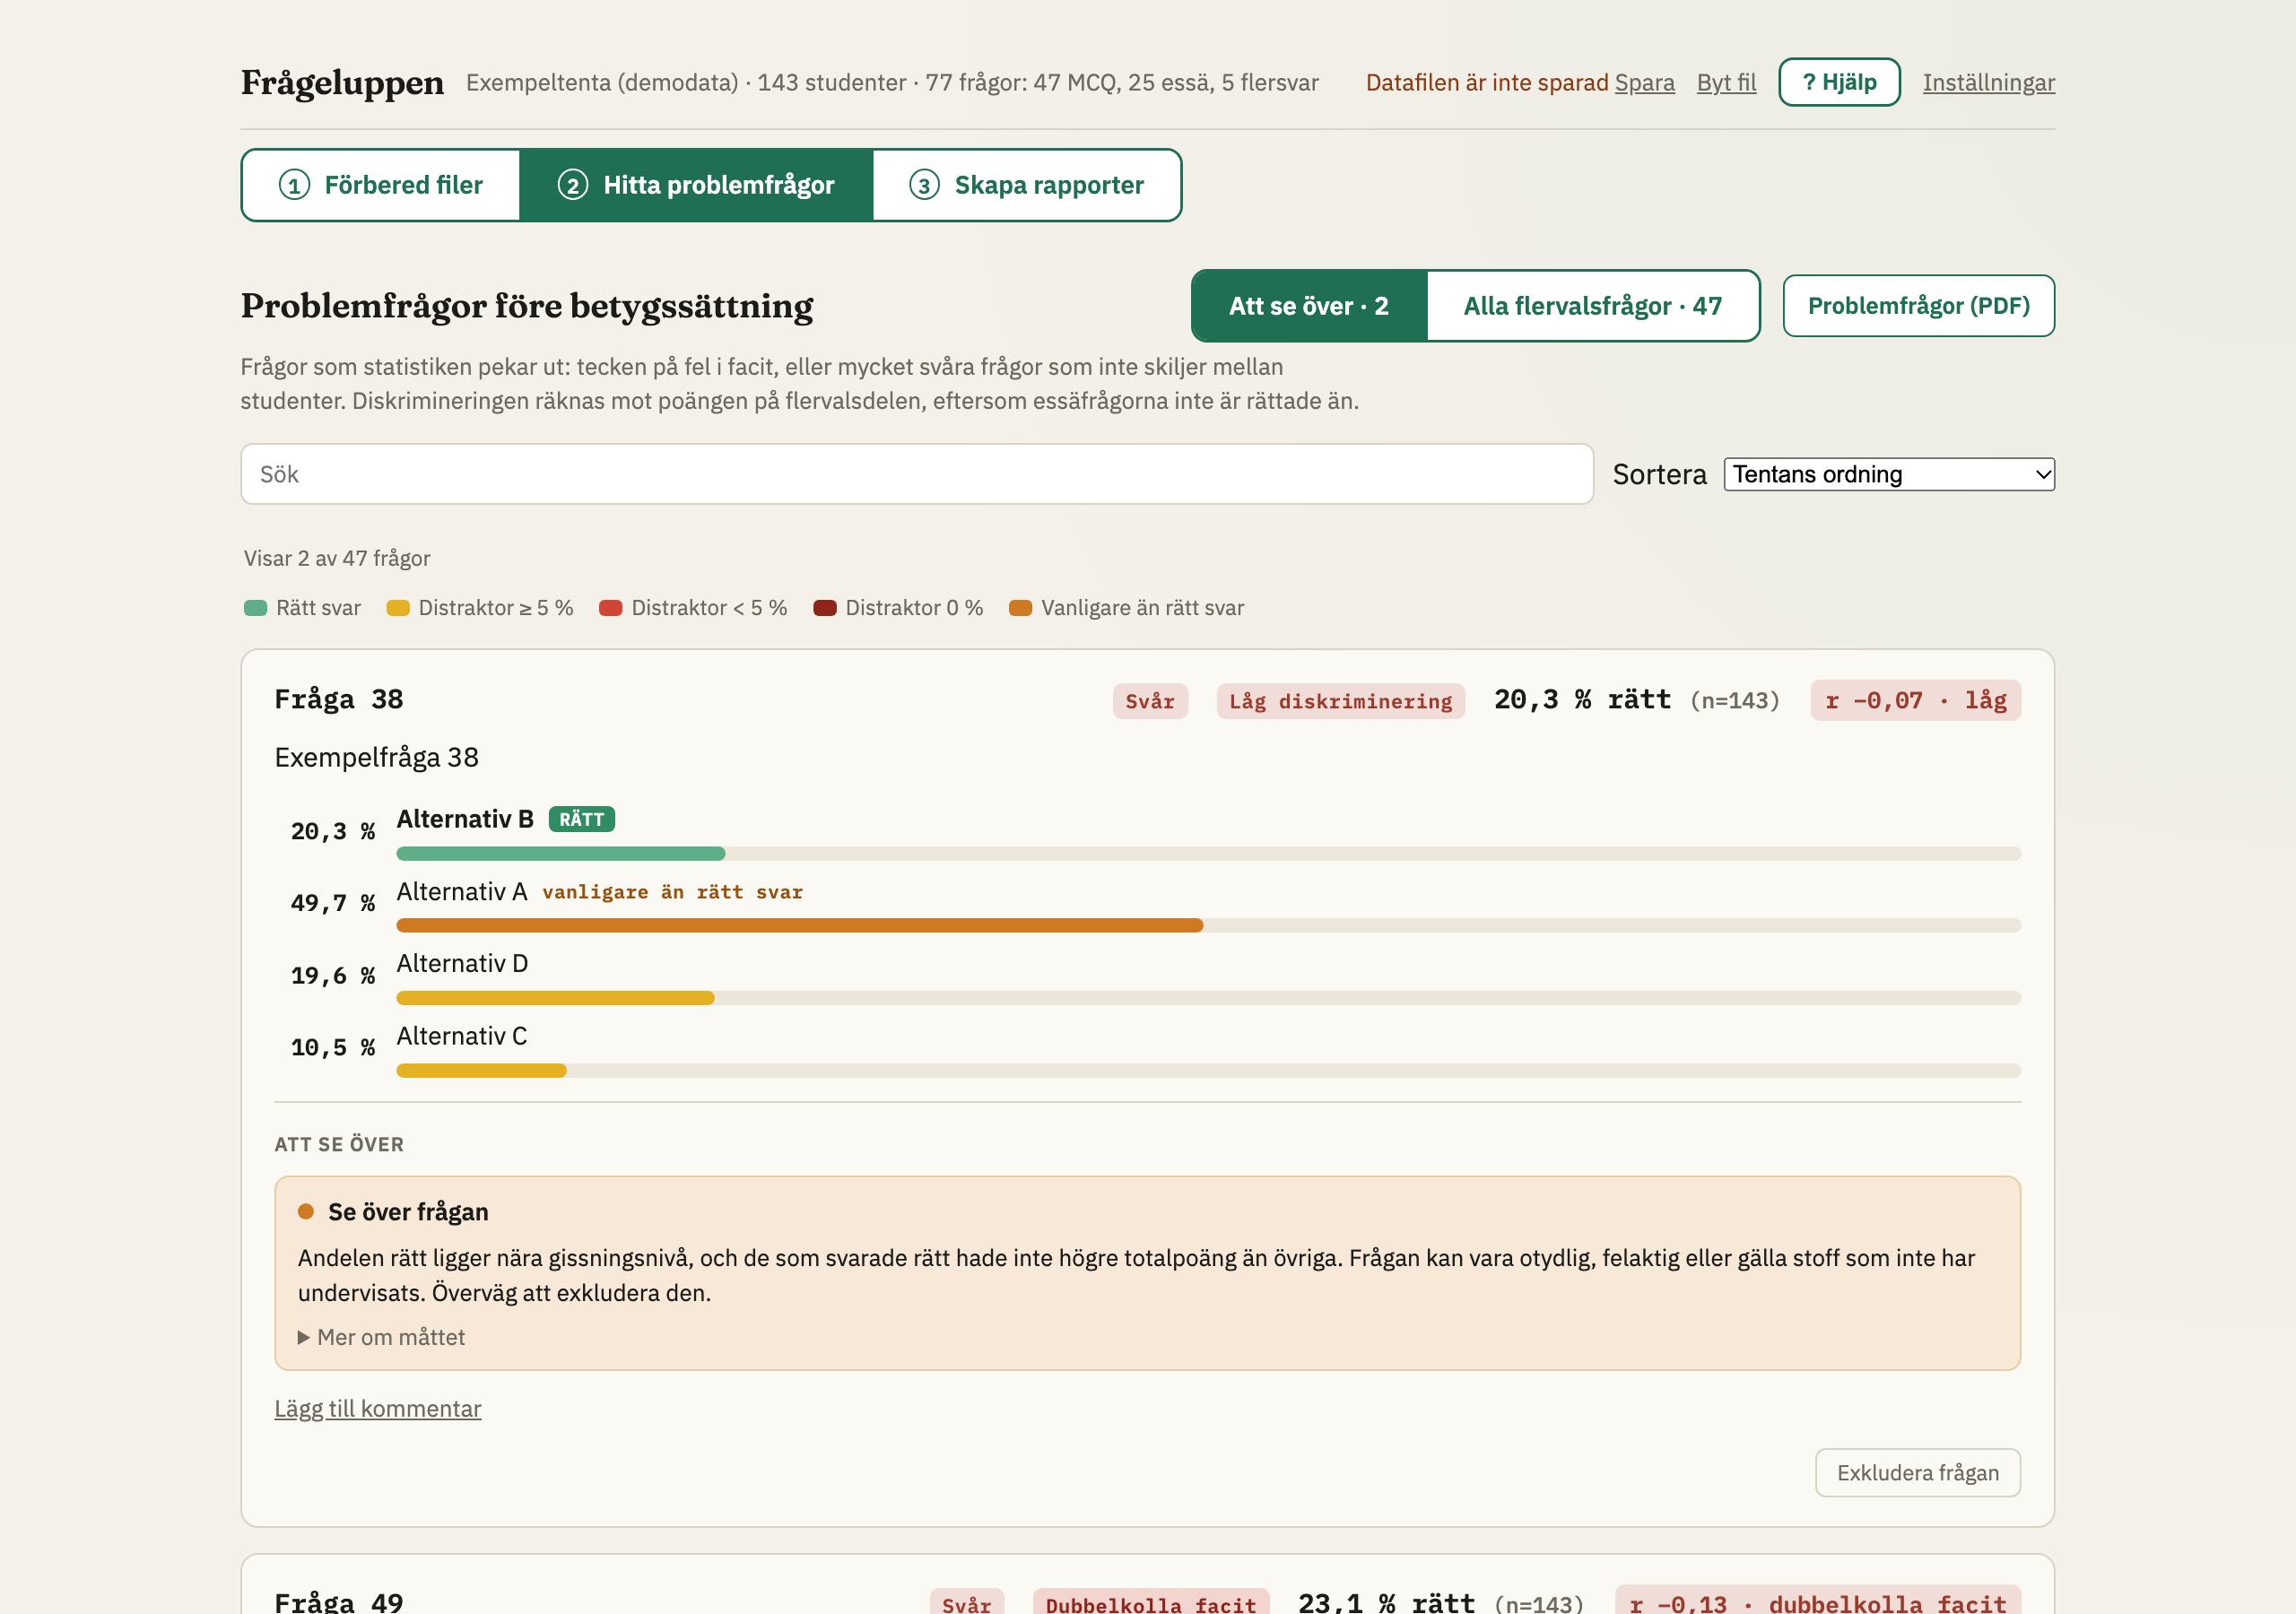 Frågeluppen Exempeltenta (demodata) · 143 studenter · 77 frågor: 47 MCQ, 25 essä, 5 flersvar Datafilen är inte sparad Spara Byt fil ? Hjälp Inställningar
1 Förbered filer 2 Hitta problemfrågor 3 Skapa rapporter
Problemfrågor före betygssättning Att se över · 2 Alla flervalsfrågor · 47 Problemfrågor (PDF)
Frågor som statistiken pekar ut: tecken på fel i facit, eller mycket svåra frågor som inte skiljer mellan
studenter. Diskrimineringen räknas mot poängen på flervalsdelen, eftersom essäfrågorna inte är rättade än.
Sök Sortera Tentans ordning
Visar 2 av 47 frågor
Rätt svar Distraktor ≥ 5 % Distraktor < 5 % Distraktor 0 % Vanligare än rätt svar
Fråga 38 Svår Låg diskriminering 20,3 % rätt (n=143) r −0,07 · låg
Exempelfråga 38
20,3 % Alternativ B RÄTT
49,7 % Alternativ A vanligare än rätt svar
19,6 % Alternativ D
10,5 % Alternativ C
ATT SE ÖVER
Se över frågan
Andelen rätt ligger nära gissningsnivå, och de som svarade rätt hade inte högre totalpoäng än övriga. Frågan kan vara otydlig, felaktig eller gälla stoff som inte har
undervisats. Överväg att exkludera den.
Mer om måttet
Lägg till kommentar
Exkludera frågan
Fråga 49 Svår Dubbelkolla facit 23,1 % rätt (n=143) r −0,13 · dubbelkolla facit